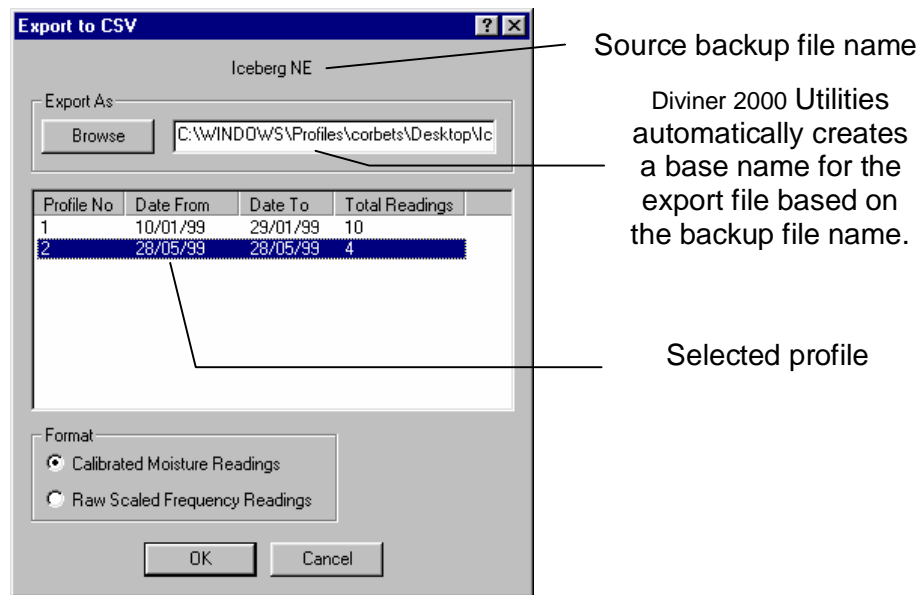 Export to CSV
Iceberg NE
Source backup file name
Export As
Browse
C:\WINDOWS\Profiles\corbets\Desktop\Ic
Diviner 2000 Utilities
automatically creates
a base name for the
export file based on
the backup file name.
Profile No Date From Date To Total Readings
1 10/01/99 29/01/99 10
2 28/05/99 28/05/99 4
Selected profile
Format
Calibrated Moisture Readings
Raw Scaled Frequency Readings
OK Cancel